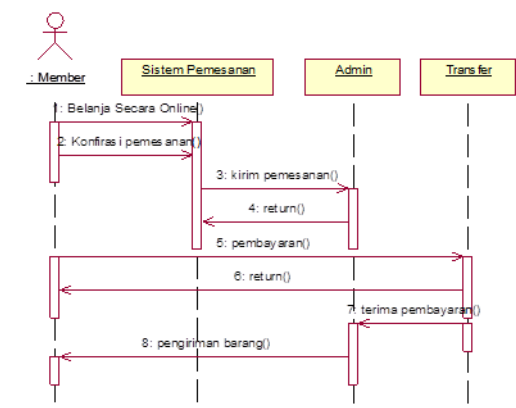 : Member
Sistem Pemesanan
Admin
Transfer
1: Belanja Secara Online()
2: Konfirasi pemesanan()
3: kirim pemesanan()
4: return()
5: pembayaran()
6: return()
7: terima pembayaran()
8: pengiriman barang()